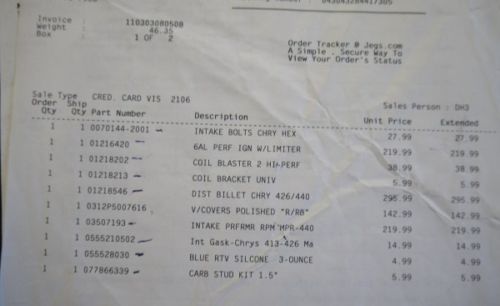 Invoice : 110303080508
Weight : 46.35
Box : 1 OF 2
Order Tracker @ Jegs.com
A Simple . Secure Way To
View Your Order's Status
Sale Type CRED. CARD VIS 2106 Sales Person : DH3
Order Ship
Qty Qty Part Number Description Unit Price Extended
1 1 0070144-2001 INTAKE BOLTS CHRY HEX 27.99 27.99
1 1 01216420 6AL PERF IGN W/LIMITER 219.99 219.99
1 1 01218202 COIL BLASTER 2 HI-PERF 38.99 38.99
1 1 01218213 COIL BRACKET UNIV 5.99 5.99
1 1 01218546 DIST BILLET CHRY 426/440 295.99 295.99
1 1 0312P5007616 V/COVERS POLISHED "R/RB" 142.99 142.99
1 1 03507193 INTAKE PRFRMR RPM MPR-440 219.99 219.99
1 1 0555210502 Int Gask-Chrys 413-426 Ma 14.99 14.99
1 1 055528030 BLUE RTV SILCONE 3-OUNCE 4.99 4.99
1 1 077866339 CARB STUD KIT 1.5" 5.99 5.99